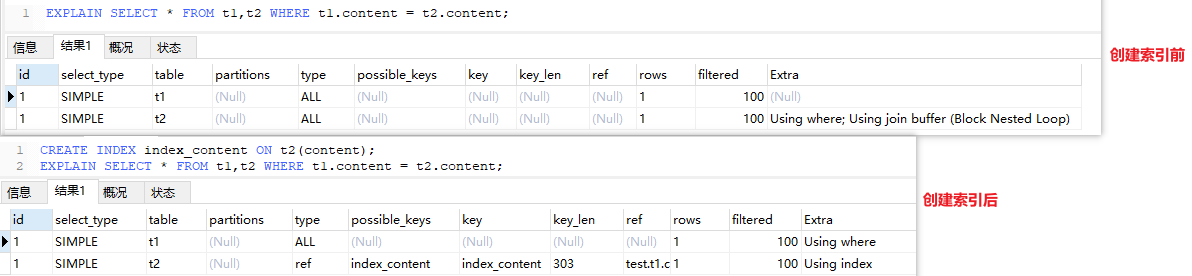 1 EXPLAIN SELECT * FROM t1,t2 WHERE t1.content = t2.content;
信息 结果1 概况 状态
创建索引前
id select_type table partitions type possible_keys key key_len ref rows filtered Extra
1 SIMPLE t1 (Null) ALL (Null) (Null) (Null) (Null) 1 100 (Null)
1 SIMPLE t2 (Null) ALL (Null) (Null) (Null) (Null) 1 100 Using where; Using join buffer (Block Nested Loop)
1 CREATE INDEX index_content ON t2(content);
2 EXPLAIN SELECT * FROM t1,t2 WHERE t1.content = t2.content;
信息 结果1 概况 状态
创建索引后
id select_type table partitions type possible_keys key key_len ref rows filtered Extra
1 SIMPLE t1 (Null) ALL (Null) (Null) (Null) (Null) 1 100 Using where
1 SIMPLE t2 (Null) ref index_content index_content 303 test.t1.c 1 100 Using index